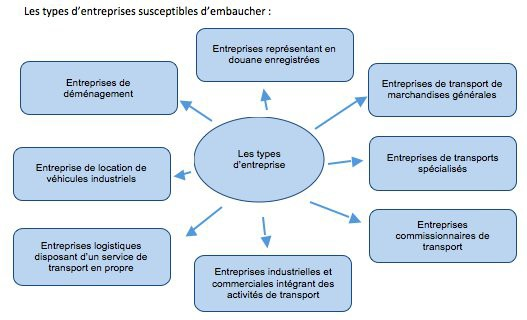 Les types d'entreprises susceptibles d'embaucher :
Entreprises représentant en
douane enregistrées
Entreprises de
déménagement
Entreprises de transport de
marchandises générales
Les types
d'entreprise
Entreprise de location de
véhicules industriels
Entreprises de transports
spécialisés
Entreprises
commissionnaires de
transport
Entreprises logistiques
disposant d'un service de
transport en propre
Entreprises industrielles et
commerciales intégrant des
activités de transport